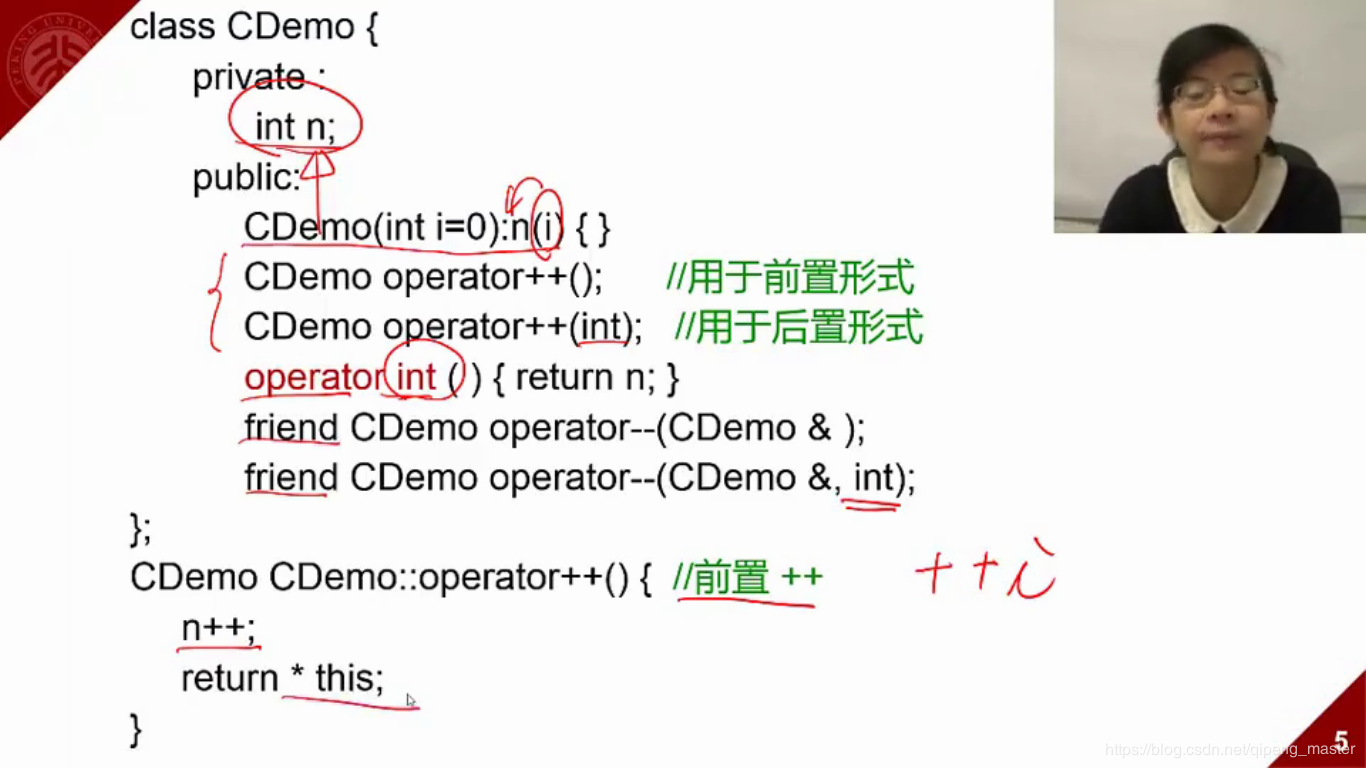 class CDemo {
private :
int n;
public:
CDemo(int i=0):n(i) { }
CDemo operator++(); //用于前置形式
CDemo operator++(int); //用于后置形式
operator int ( ) { return n; }
friend CDemo operator--(CDemo & );
friend CDemo operator--(CDemo &, int);
};
CDemo CDemo::operator++() { //前置 ++
++i
n++;
return * this;
}
5
https://blog.csdn.net/qipeng_master